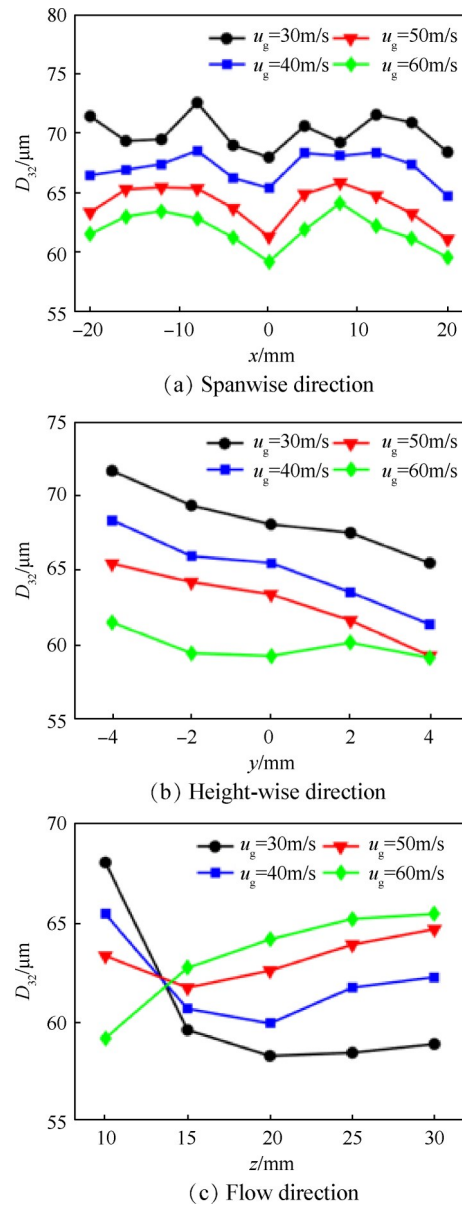 80
75
70
65
60
55
D32/μm
ug=30m/s ug=50m/s
ug=40m/s ug=60m/s
-20 -10 0 10 20
x/mm
(a) Spanwise direction
75
70
65
60
55
D32/μm
ug=30m/s ug=50m/s
ug=40m/s ug=60m/s
-4 -2 0 2 4
y/mm
(b) Height-wise direction
70
65
60
55
D32/μm
ug=30m/s ug=50m/s
ug=40m/s ug=60m/s
10 15 20 25 30
z/mm
(c) Flow direction